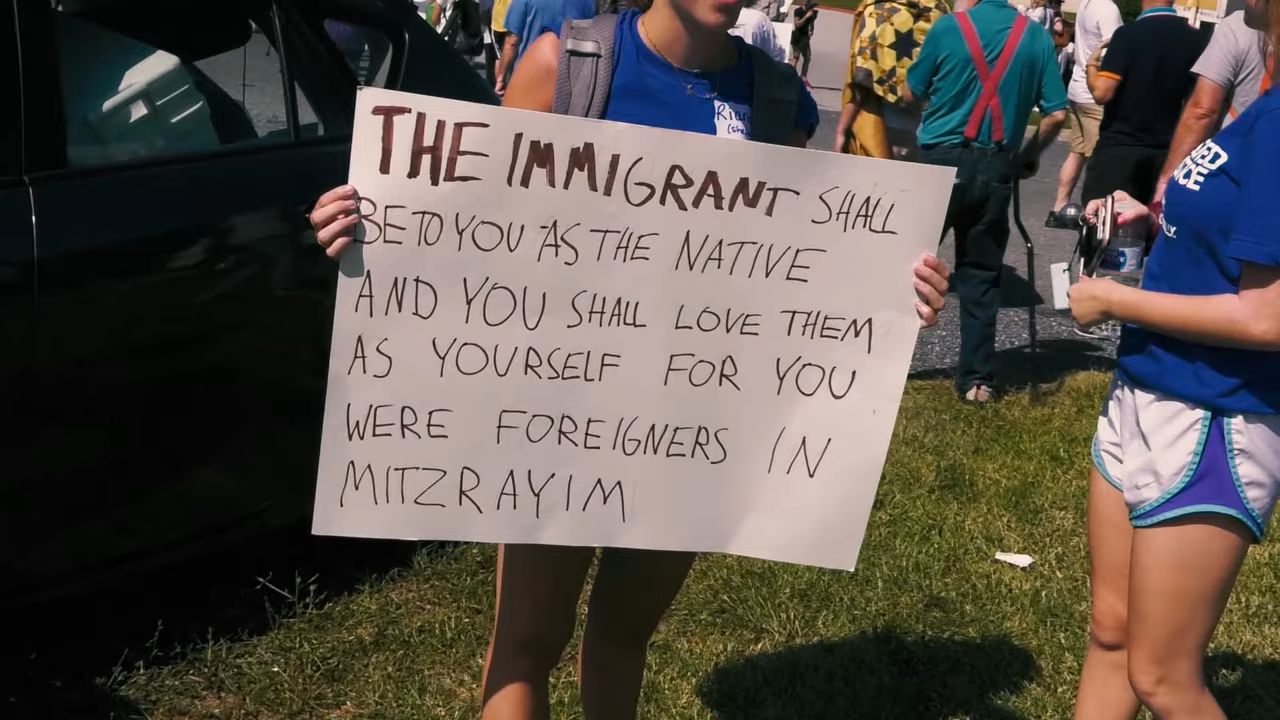 THE IMMIGRANT SHALL
BE TO YOU AS THE NATIVE
AND YOU SHALL LOVE THEM
AS YOURSELF FOR YOU
WERE FOREIGNERS IN
MITZRAYIM